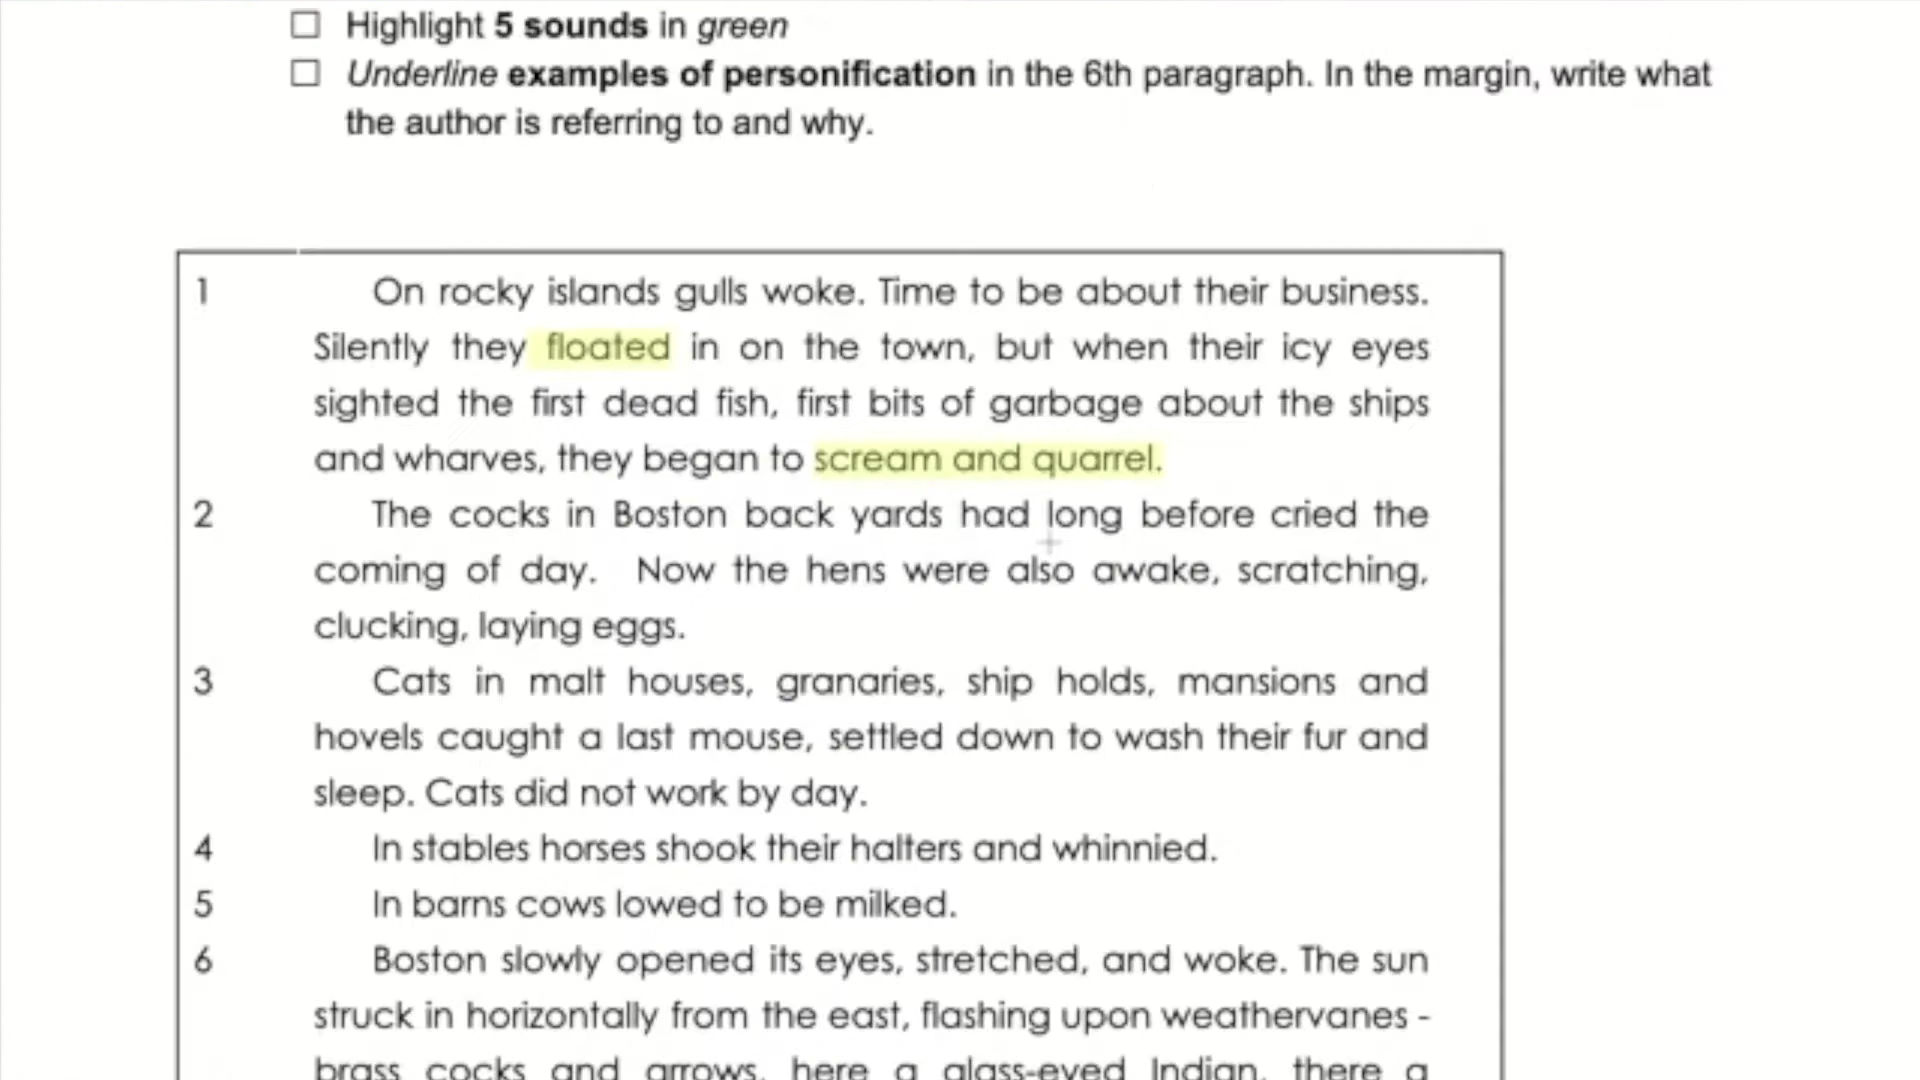 ☐ Highlight 5 sounds in green
☐ Underline examples of personification in the 6th paragraph. In the margin, write what
the author is referring to and why.
1 On rocky islands gulls woke. Time to be about their business.
Silently they floated in on the town, but when their icy eyes
sighted the first dead fish, first bits of garbage about the ships
and wharves, they began to scream and quarrel.
2 The cocks in Boston back yards had long before cried the
coming of day. Now the hens were also awake, scratching,
clucking, laying eggs.
3 Cats in malt houses, granaries, ship holds, mansions and
hovels caught a last mouse, settled down to wash their fur and
sleep. Cats did not work by day.
4 In stables horses shook their halters and whinnied.
5 In barns cows lowed to be milked.
6 Boston slowly opened its eyes, stretched, and woke. The sun
struck in horizontally from the east, flashing upon weathervanes -
brass cocks and arrows, here a glass-eyed Indian, there a